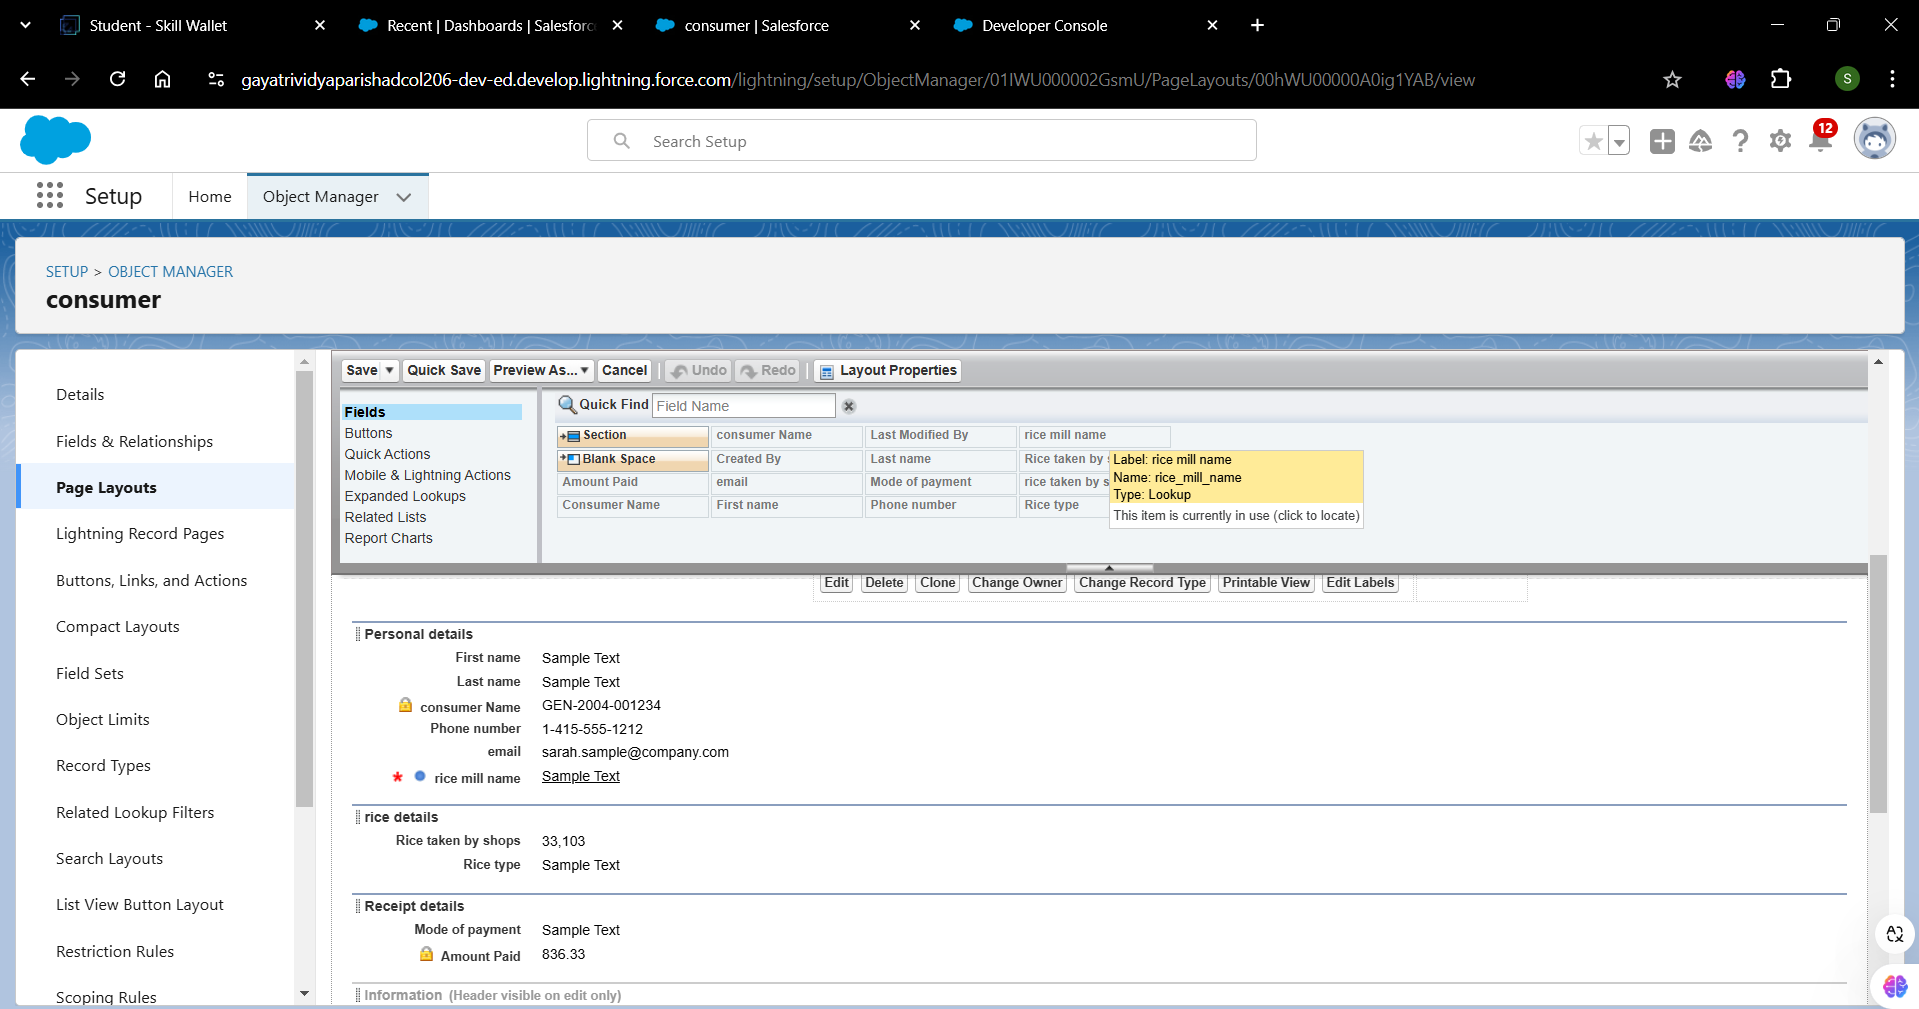 Student - Skill Wallet
Recent | Dashboards | Salesforc
consumer | Salesforce
Developer Console
gayatrividyaparishadcol206-dev-ed.develop.lightning.force.com/lightning/setup/ObjectManager/01IWU000002GsmU/PageLayouts/00hWU00000A0ig1YAB/view
S
Search Setup
12
Setup
Home
Object Manager
SETUP > OBJECT MANAGER
consumer
Details
Fields & Relationships
Page Layouts
Lightning Record Pages
Buttons, Links, and Actions
Compact Layouts
Field Sets
Object Limits
Record Types
Related Lookup Filters
Search Layouts
List View Button Layout
Restriction Rules
Scoping Rules
Save Quick Save Preview As... Cancel Undo Redo Layout Properties
Fields
Buttons
Quick Actions
Mobile & Lightning Actions
Expanded Lookups
Related Lists
Report Charts
Quick Find Field Name
Section consumer Name Last Modified By rice mill name
Blank Space Created By Last name Rice taken by s
Amount Paid email Mode of payment rice taken by s
Consumer Name First name Phone number Rice type
Label: rice mill name
Name: rice_mill_name
Type: Lookup
This item is currently in use (click to locate)
Edit Delete Clone Change Owner Change Record Type Printable View Edit Labels
Personal details
First name Sample Text
Last name Sample Text
consumer Name GEN-2004-001234
Phone number 1-415-555-1212
email sarah.sample@company.com
* rice mill name Sample Text
rice details
Rice taken by shops 33,103
Rice type Sample Text
Receipt details
Mode of payment Sample Text
Amount Paid 836.33
Information (Header visible on edit only)